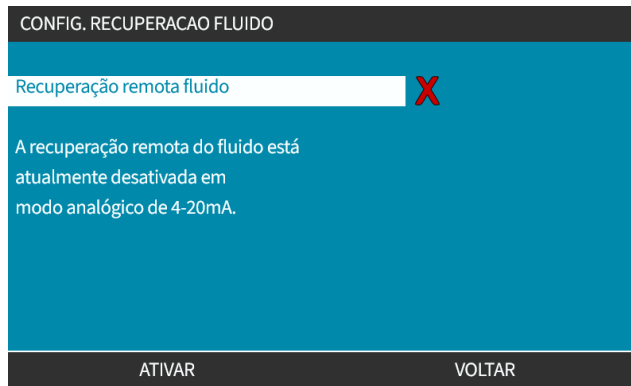 CONFIG. RECUPERACAO FLUIDO
Recuperação remota fluido
A recuperação remota do fluido está
atualmente desativada em
modo analógico de 4-20mA.
ATIVAR
VOLTAR